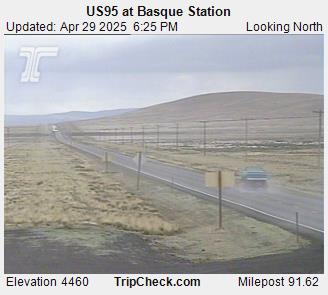 US95 at Basque Station
Updated: Apr 29 2025 6:25 PM Looking North
Elevation 4460 TripCheck.com Milepost 91.62